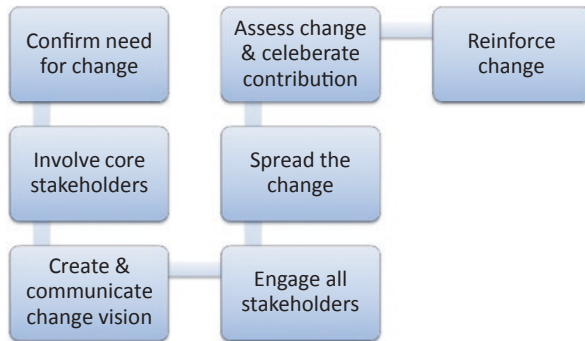 Confirm need
for change
Involve core
stakeholders
Create &
communicate
change vision
Engage all
stakeholders
Spread the
change
Assess change
& celeberate
contribution
Reinforce
change